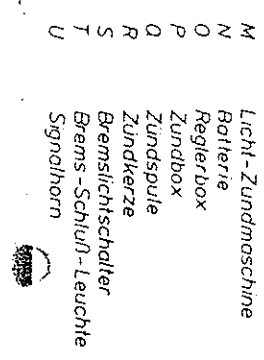 M Licht-Zündmaschine
N Batterie
O Reglerbox
P Zündbox
Q Zündspule
R Zündkerze
S Bremslichtschalter
T Brems-Schluß-Leuchte
U Signalhorn